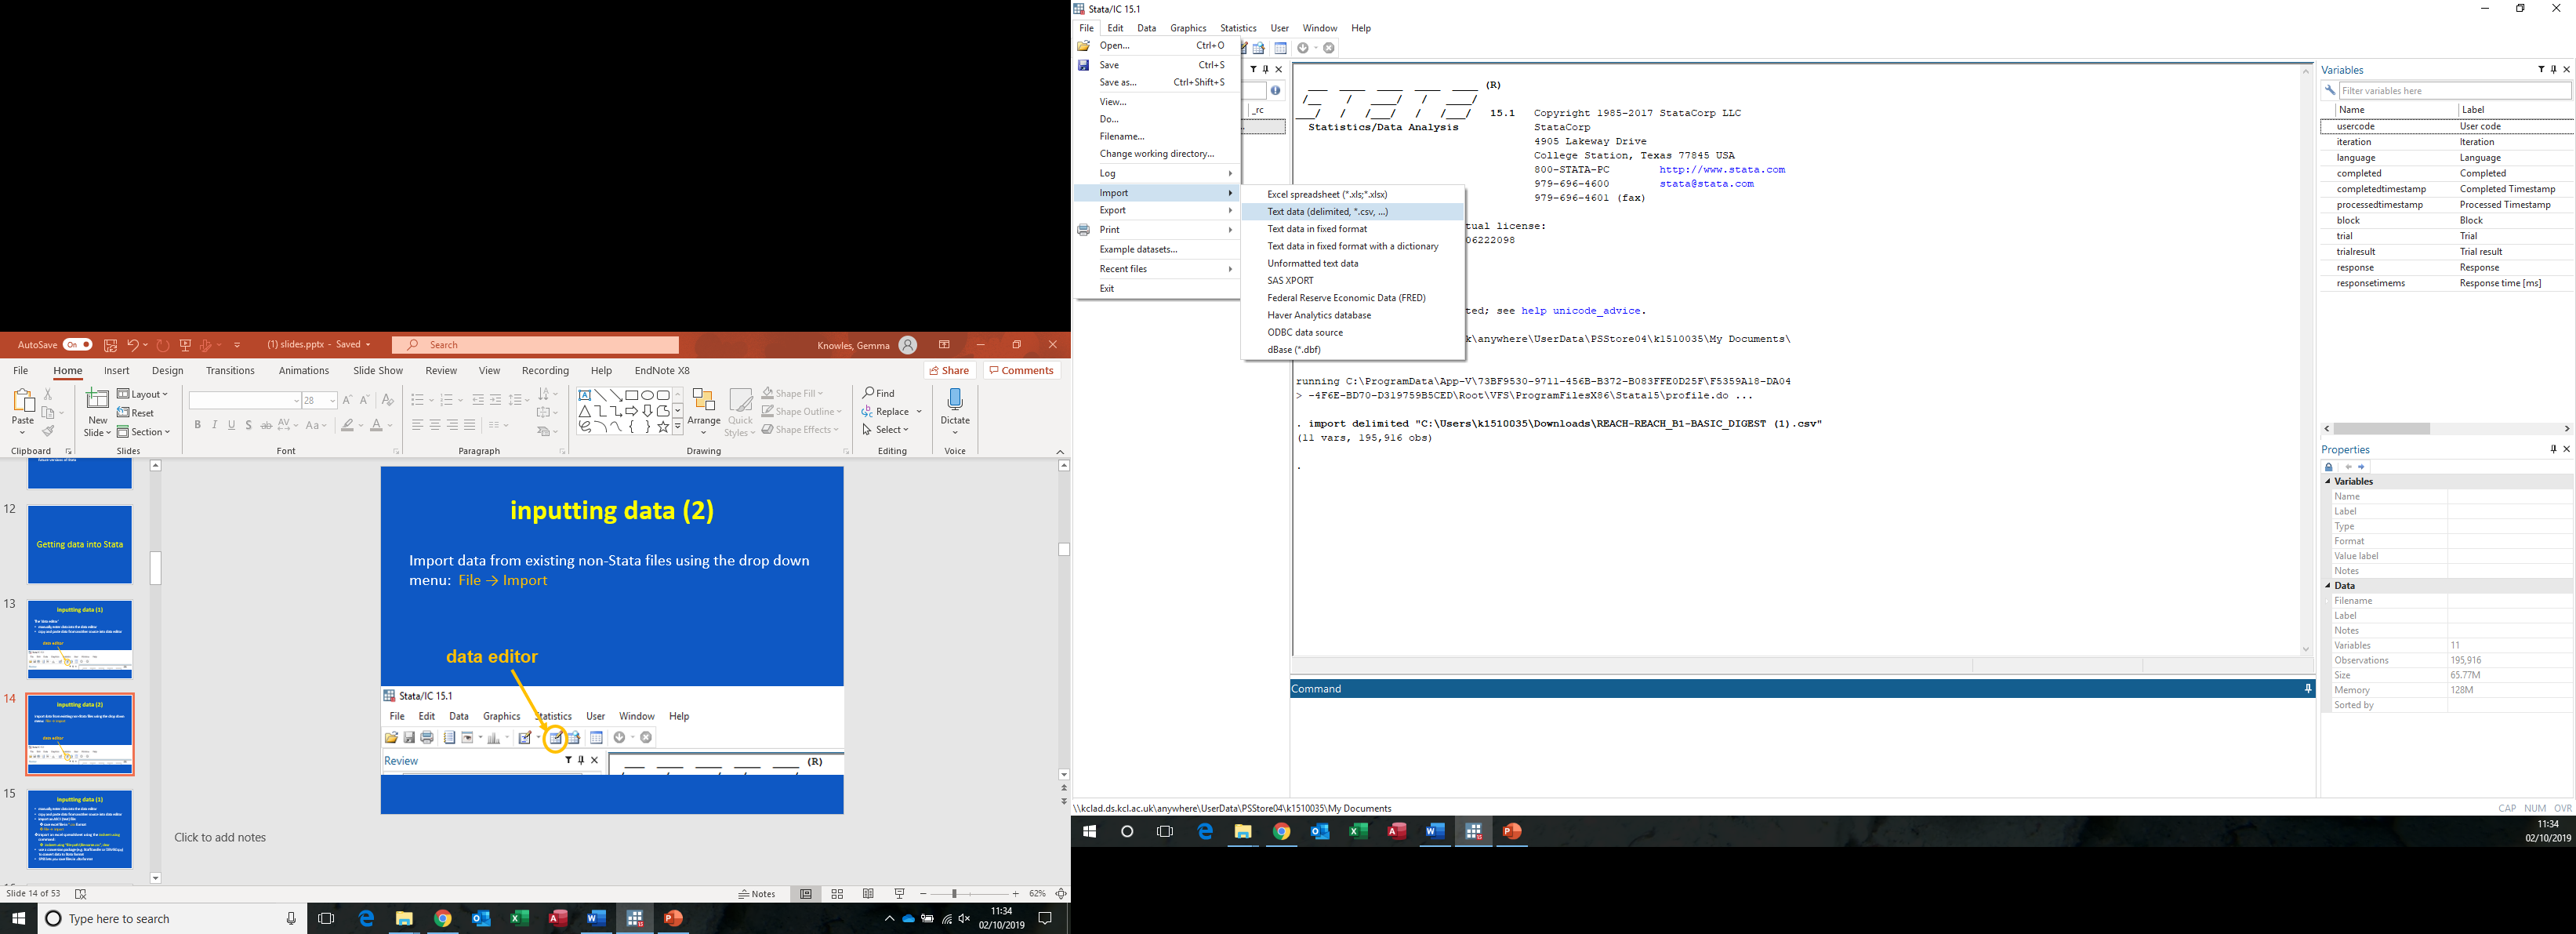 AutoSave On (1) slides.pptx - Saved Search Knowles, Gemma
File Home Insert Design Transitions Animations Slide Show Review View Recording Help EndNote X8 Share Comments
Paste
New
Slide
Layout
Reset
Section
28
B I U S ab AV Aa A
Arrange
Quick
Styles
Shape Fill
Shape Outline
Shape Effects
Find
Replace
Select
Dictate
Clipboard Slides Font Paragraph Drawing Editing Voice
12
Getting data into Stata
13
inputting data (1)
14
inputting data (2)
15
inputting data (1)
inputting data (2)
Import data from existing non-Stata files using the drop down
menu: File → Import
data editor
Stata/IC 15.1
File Edit Data Graphics Statistics User Window Help
Review
(R)
Click to add notes
Slide 14 of 53 Notes 62%
Type here to search
11:34
02/10/2019
Stata/IC 15.1
File Edit Data Graphics Statistics User Window Help
Open... Ctrl+O
Save Ctrl+S
Save as... Ctrl+Shift+S
View...
Do...
Filename...
Change working directory...
Log
Import
Export
Print
Example datasets...
Recent files
Exit
Excel spreadsheet (*.xls;*.xlsx)
Text data (delimited, *.csv, ...)
Text data in fixed format
Text data in fixed format with a dictionary
Unformatted text data
SAS XPORT
Federal Reserve Economic Data (FRED)
Haver Analytics database
ODBC data source
dBase (*.dbf)
_rc
(R)
15.1 Copyright 1985-2017 StataCorp LLC
Statistics/Data Analysis StataCorp
4905 Lakeway Drive
College Station, Texas 77845 USA
800-STATA-PC http://www.stata.com
979-696-4600 stata@stata.com
979-696-4601 (fax)
tual license:
06222098
ted; see help unicode_advice.
k\anywhere\UserData\PSStore04\k1510035\My Documents\
running C:\ProgramData\App-V\73BF9530-9711-456B-B372-B083FFE0D25F\F5359A18-DA04
> -4F6E-BD70-D319759B5CED\Root\VFS\ProgramFilesX86\Stata15\profile.do ...
. import delimited "C:\Users\k1510035\Downloads\REACH-REACH_B1-BASIC_DIGEST (1).csv"
(11 vars, 195,916 obs)
.
Command
Variables
Filter variables here
Name Label
usercode User code
iteration Iteration
language Language
completed Completed
completedtimestamp Completed Timestamp
processedtimestamp Processed Timestamp
block Block
trial Trial
trialresult Trial result
response Response
responsetimems Response time [ms]
Properties
Variables
Name
Label
Type
Format
Value label
Notes
Data
Filename
Label
Notes
Variables 11
Observations 195,916
Size 65.77M
Memory 128M
Sorted by
\\kclad.ds.kcl.ac.uk\anywhere\UserData\PSStore04\k1510035\My Documents
CAP NUM OVR
11:34
02/10/2019